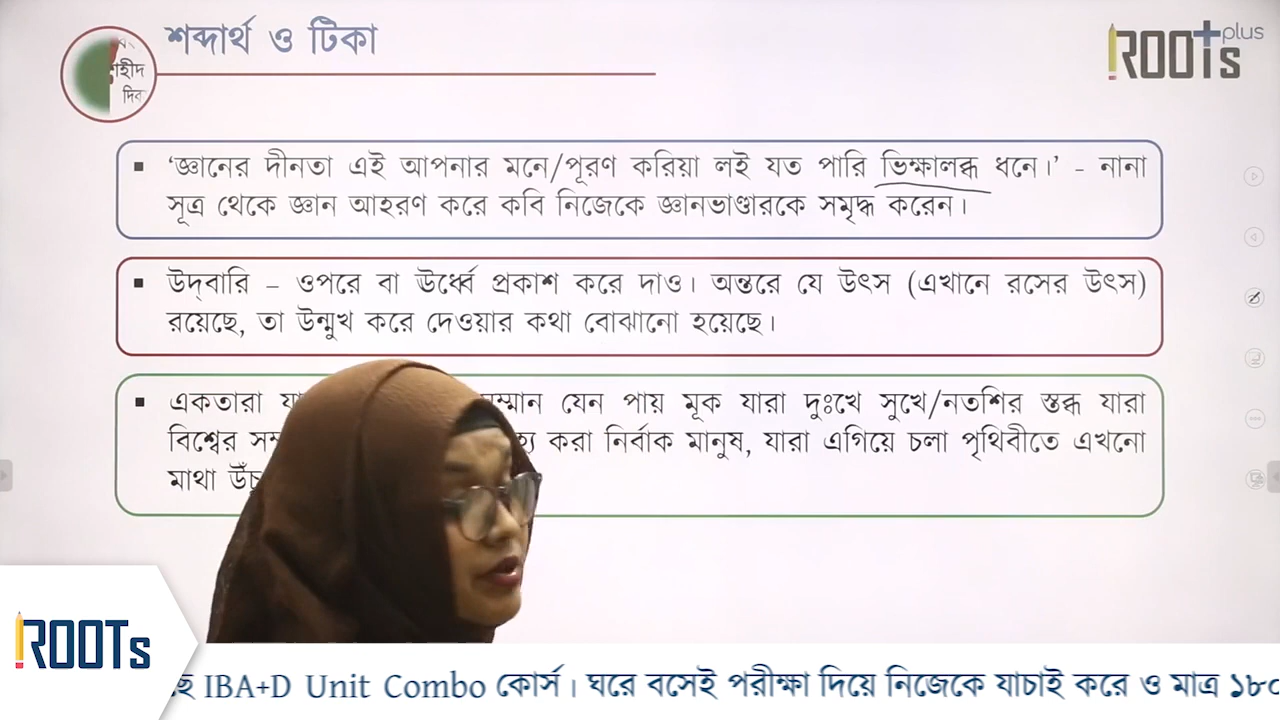 শব্দার্থ ও টিকা
শহীদ
ROOTs plus
▪ ‘জ্ঞানের দীনতা এই আপনার মনে/পূরণ করিয়া লই যত পারি ভিক্ষালব্ধ ধনে।’ - নানা
সূত্র থেকে জ্ঞান আহরণ করে কবি নিজেকে জ্ঞানভাণ্ডারকে সমৃদ্ধ করেন।
▪ উদ্‌বারি – ওপরে বা ঊর্ধ্বে প্রকাশ করে দাও। অন্তরে যে উৎস (এখানে রসের উৎস)
রয়েছে, তা উন্মুখ করে দেওয়ার কথা বোঝানো হয়েছে।
▪ একতারা যেন পায় মূক যারা দুঃখে সুখে/নতশির স্তব্ধ যারা
বিশ্বের করা নির্বাক মানুষ, যারা এগিয়ে চলা পৃথিবীতে এখনো
মাথা
ROOTs
IBA+D Unit Combo কোর্স। ঘরে বসেই পরীক্ষা দিয়ে নিজেকে যাচাই করে ও মাত্র